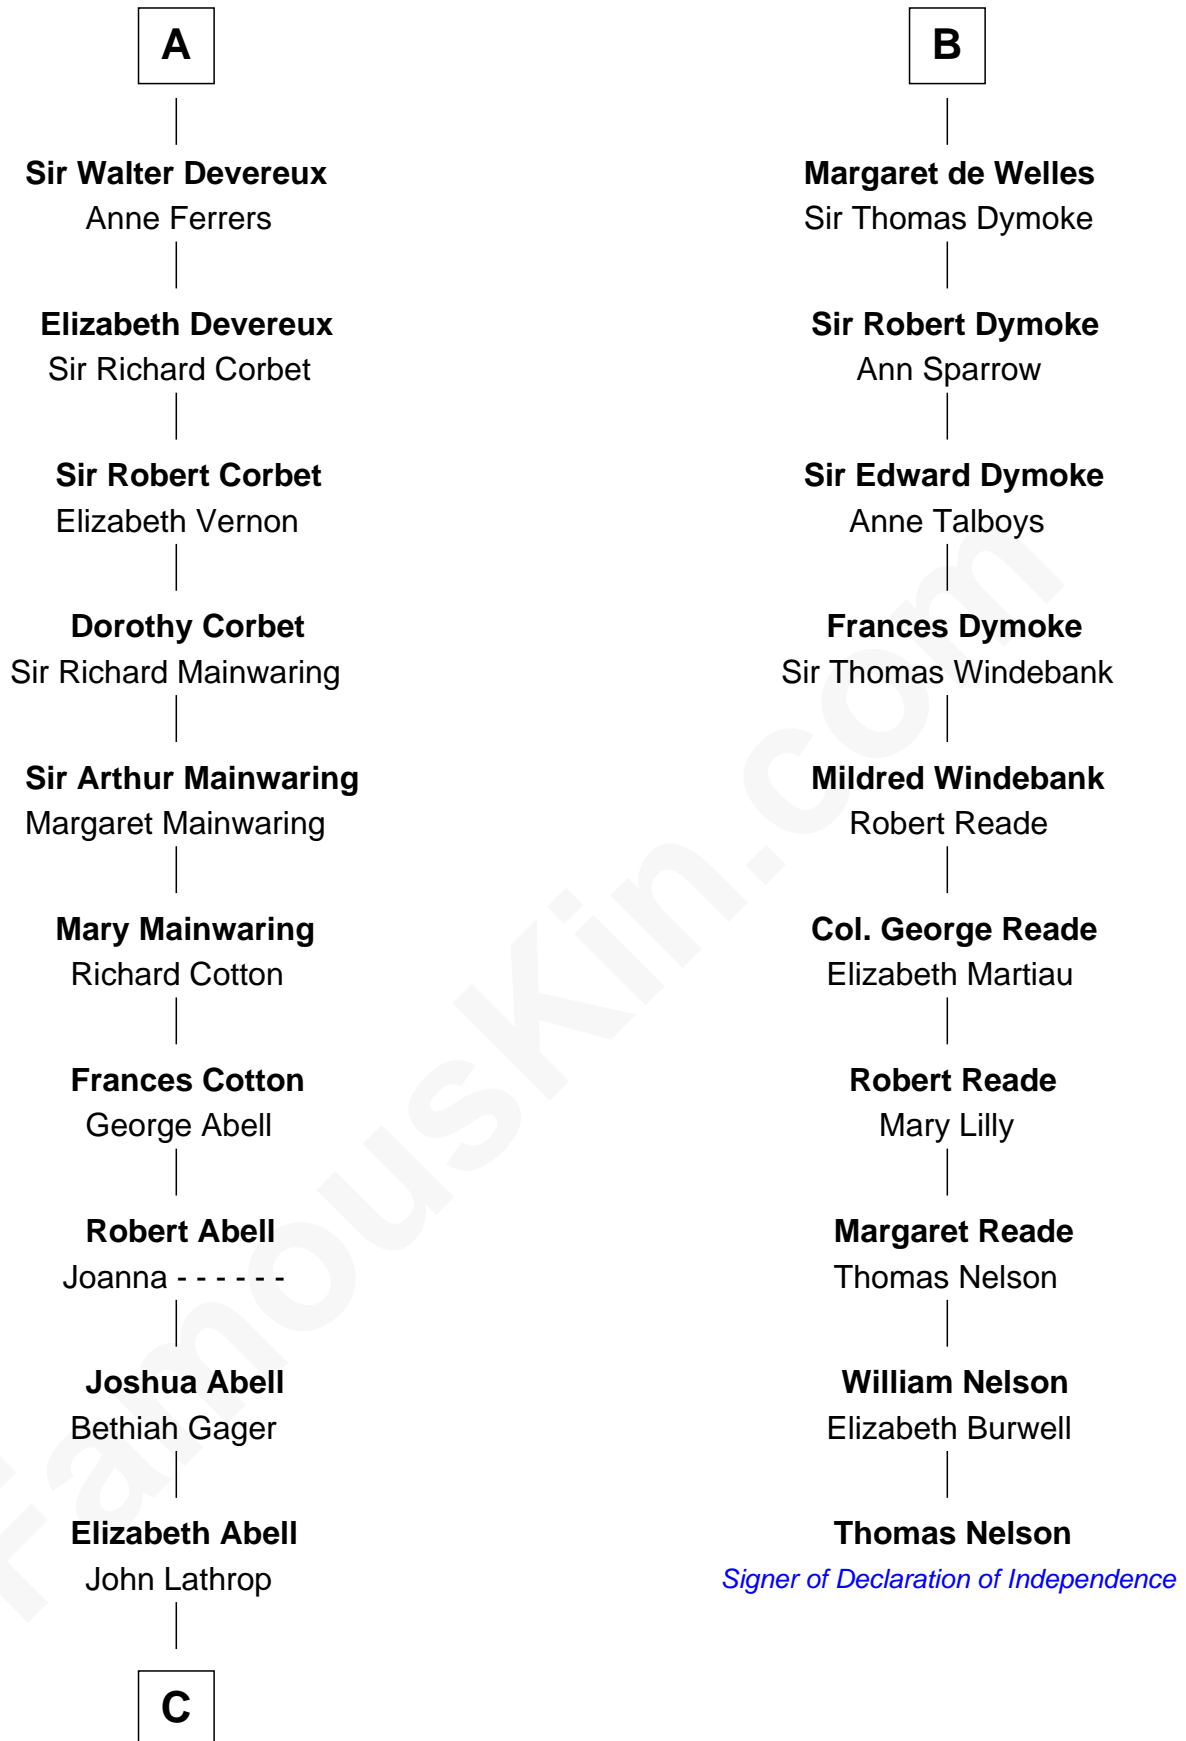 A
Sir Walter Devereux
Anne Ferrers
Elizabeth Devereux
Sir Richard Corbet
Sir Robert Corbet
Elizabeth Vernon
Dorothy Corbet
Sir Richard Mainwaring
Sir Arthur Mainwaring
Margaret Mainwaring
Mary Mainwaring
Richard Cotton
Frances Cotton
George Abell
Robert Abell
Joanna - - - - - -
Joshua Abell
Bethiah Gager
Elizabeth Abell
John Lathrop
C
B
Margaret de Welles
Sir Thomas Dymoke
Sir Robert Dymoke
Ann Sparrow
Sir Edward Dymoke
Anne Talboys
Frances Dymoke
Sir Thomas Windebank
Mildred Windebank
Robert Reade
Col. George Reade
Elizabeth Martiau
Robert Reade
Mary Lilly
Margaret Reade
Thomas Nelson
William Nelson
Elizabeth Burwell
Thomas Nelson
Signer of Declaration of Independence
FamousKin.com